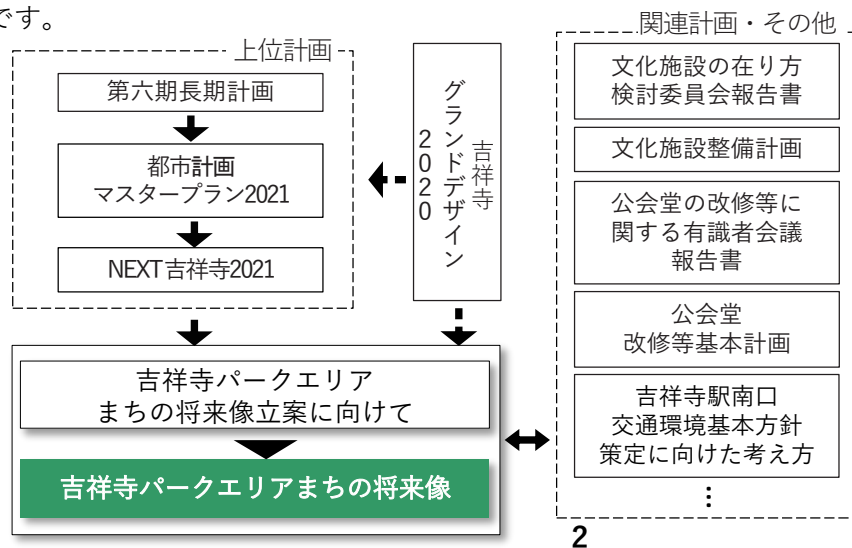 です。
上位計画
第六期長期計画
都市計画
マスタープラン2021
NEXT吉祥寺2021
吉祥寺
グランドデザイン
2020
吉祥寺パークエリア
まちの将来像立案に向けて
吉祥寺パークエリアまちの将来像
関連計画・その他
文化施設の在り方
検討委員会報告書
文化施設整備計画
公会堂の改修等に
関する有識者会議
報告書
公会堂
改修等基本計画
吉祥寺駅南口
交通環境基本方針
策定に向けた考え方
⋮
2